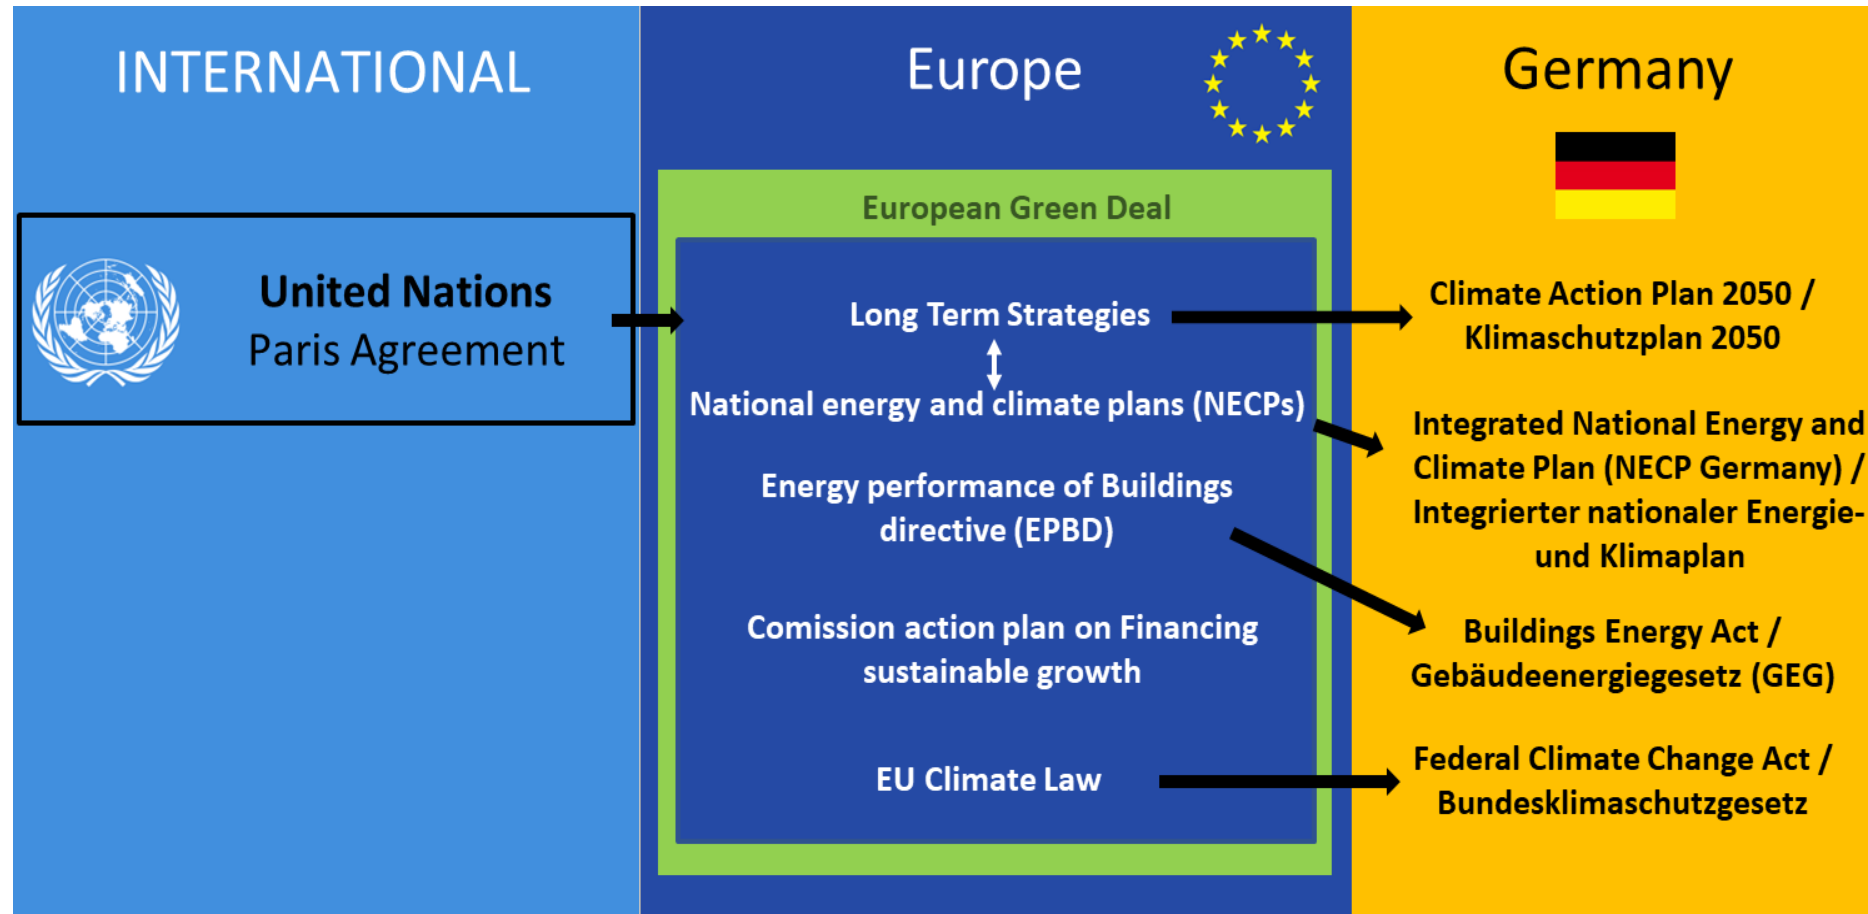 INTERNATIONAL
United Nations
Paris Agreement
Europe
European Green Deal
Long Term Strategies
National energy and climate plans (NECPs)
Energy performance of Buildings
directive (EPBD)
Comission action plan on Financing
sustainable growth
EU Climate Law
Germany
Climate Action Plan 2050 /
Klimaschutzplan 2050
Integrated National Energy and
Climate Plan (NECP Germany) /
Integrierter nationaler Energie-
und Klimaplan
Buildings Energy Act /
Gebäudeenergiegesetz (GEG)
Federal Climate Change Act /
Bundesklimaschutzgesetz